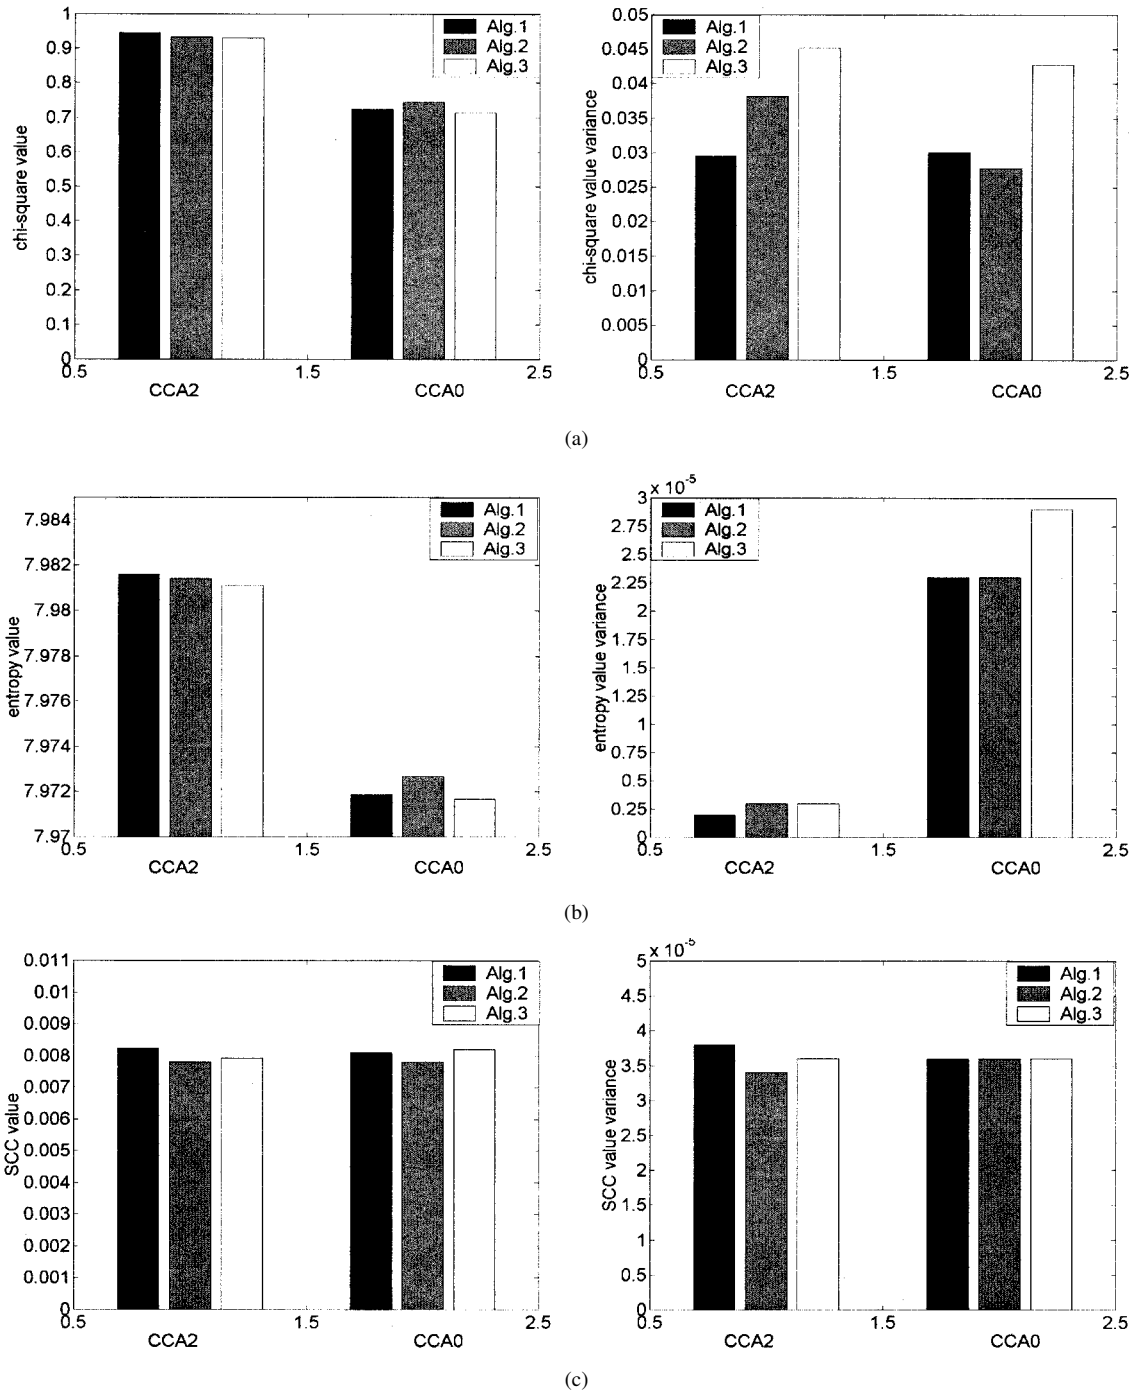 1
0.9
0.8
0.7
0.6
0.5
0.4
0.3
0.2
0.1
0
chi-square value
Alg.1
Alg.2
Alg.3
0.5 1.5 2.5
CCA2 CCA0
0.05
0.045
0.04
0.035
0.03
0.025
0.02
0.015
0.01
0.005
0
chi-square value variance
Alg.1
Alg.2
Alg.3
0.5 1.5 2.5
CCA2 CCA0
(a)
7.984
7.982
7.98
7.978
7.976
7.974
7.972
7.97
entropy value
Alg.1
Alg.2
Alg.3
0.5 1.5 2.5
CCA2 CCA0
x 10-5
3
2.75
2.5
2.25
2
1.75
1.5
1.25
1
0.75
0.5
0.25
0
entropy value variance
Alg.1
Alg.2
Alg.3
0.5 1.5 2.5
CCA2 CCA0
(b)
0.011
0.01
0.009
0.008
0.007
0.006
0.005
0.004
0.003
0.002
0.001
0
SCC value
Alg.1
Alg.2
Alg.3
0.5 1.5 2.5
CCA2 CCA0
x 10-5
5
4.5
4
3.5
3
2.5
2
1.5
1
0.5
0
SCC value variance
Alg.1
Alg.2
Alg.3
0.5 1.5 2.5
CCA2 CCA0
(c)